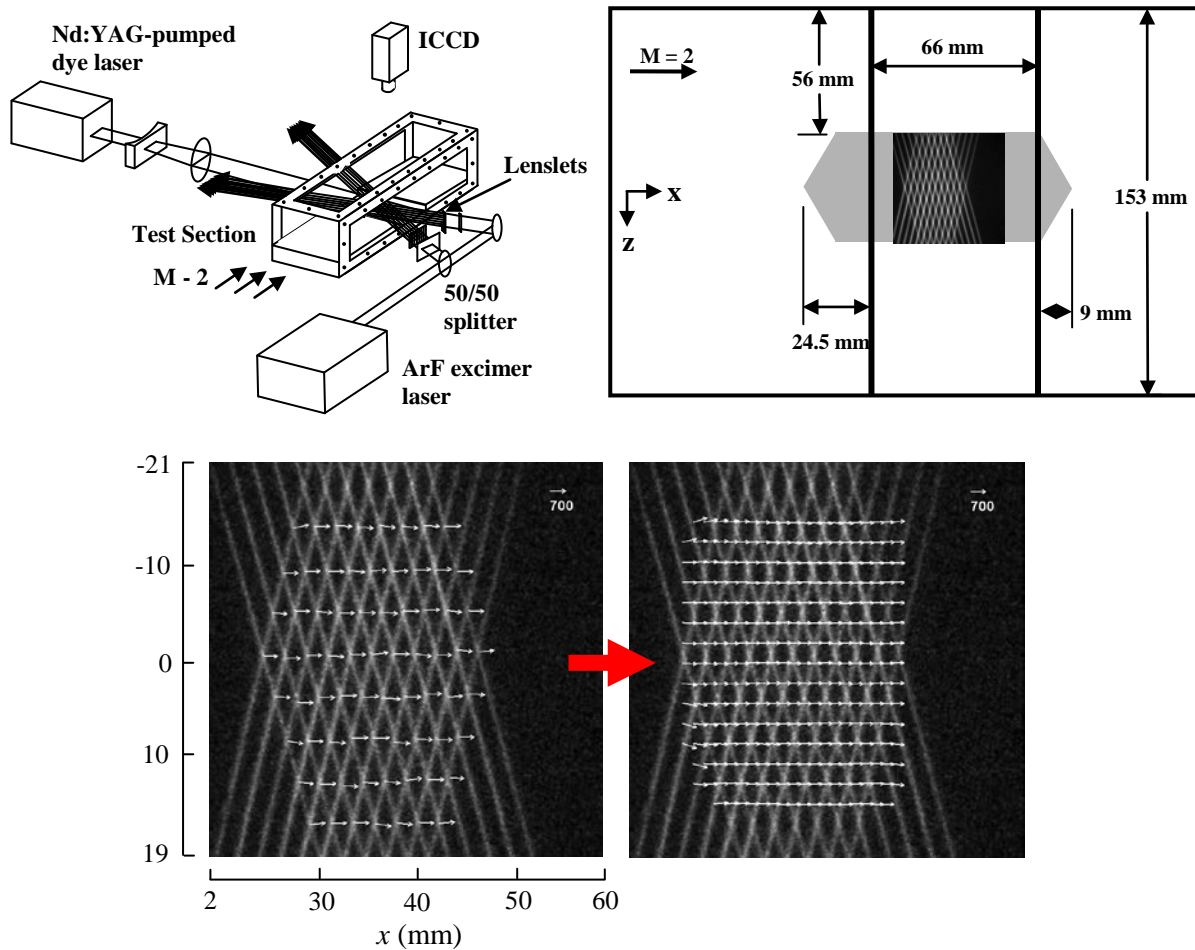 Nd:YAG-pumped
dye laser
ICCD
Lenslets
Test Section
M - 2
50/50
splitter
ArF excimer
laser
M = 2
66 mm
56 mm
x
z
153 mm
24.5 mm
9 mm
-21
-10
0
10
19
700
700
2
30
40
50
60
x (mm)